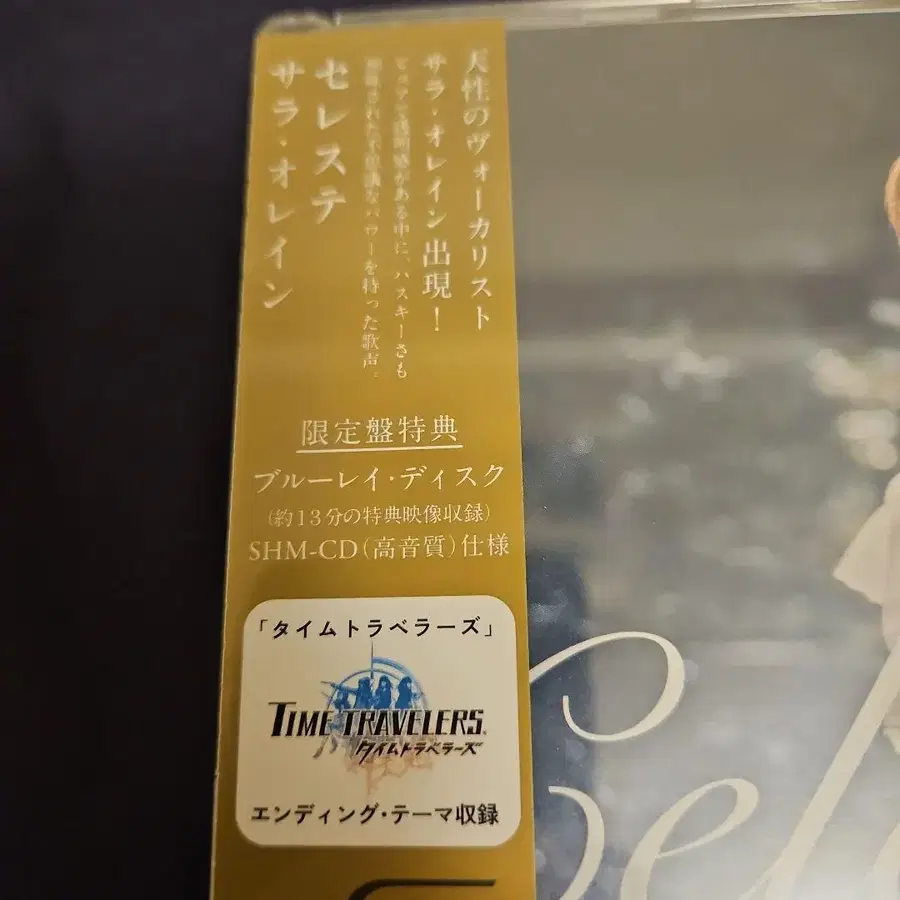 天性のヴォーカリスト
サラ・オレイン出現！
ピュアで透明感がある中に、ハスキーさも
加味された不思議なパワーを持った歌声。
セレステ
サラ・オレイン
限定盤特典
ブルーレイ・ディスク
(約13分の特典映像収録)
SHM-CD(高音質)仕様
「タイムトラベラーズ」
TIME TRAVELERS
タイムトラベラーズ
エンディング・テーマ収録